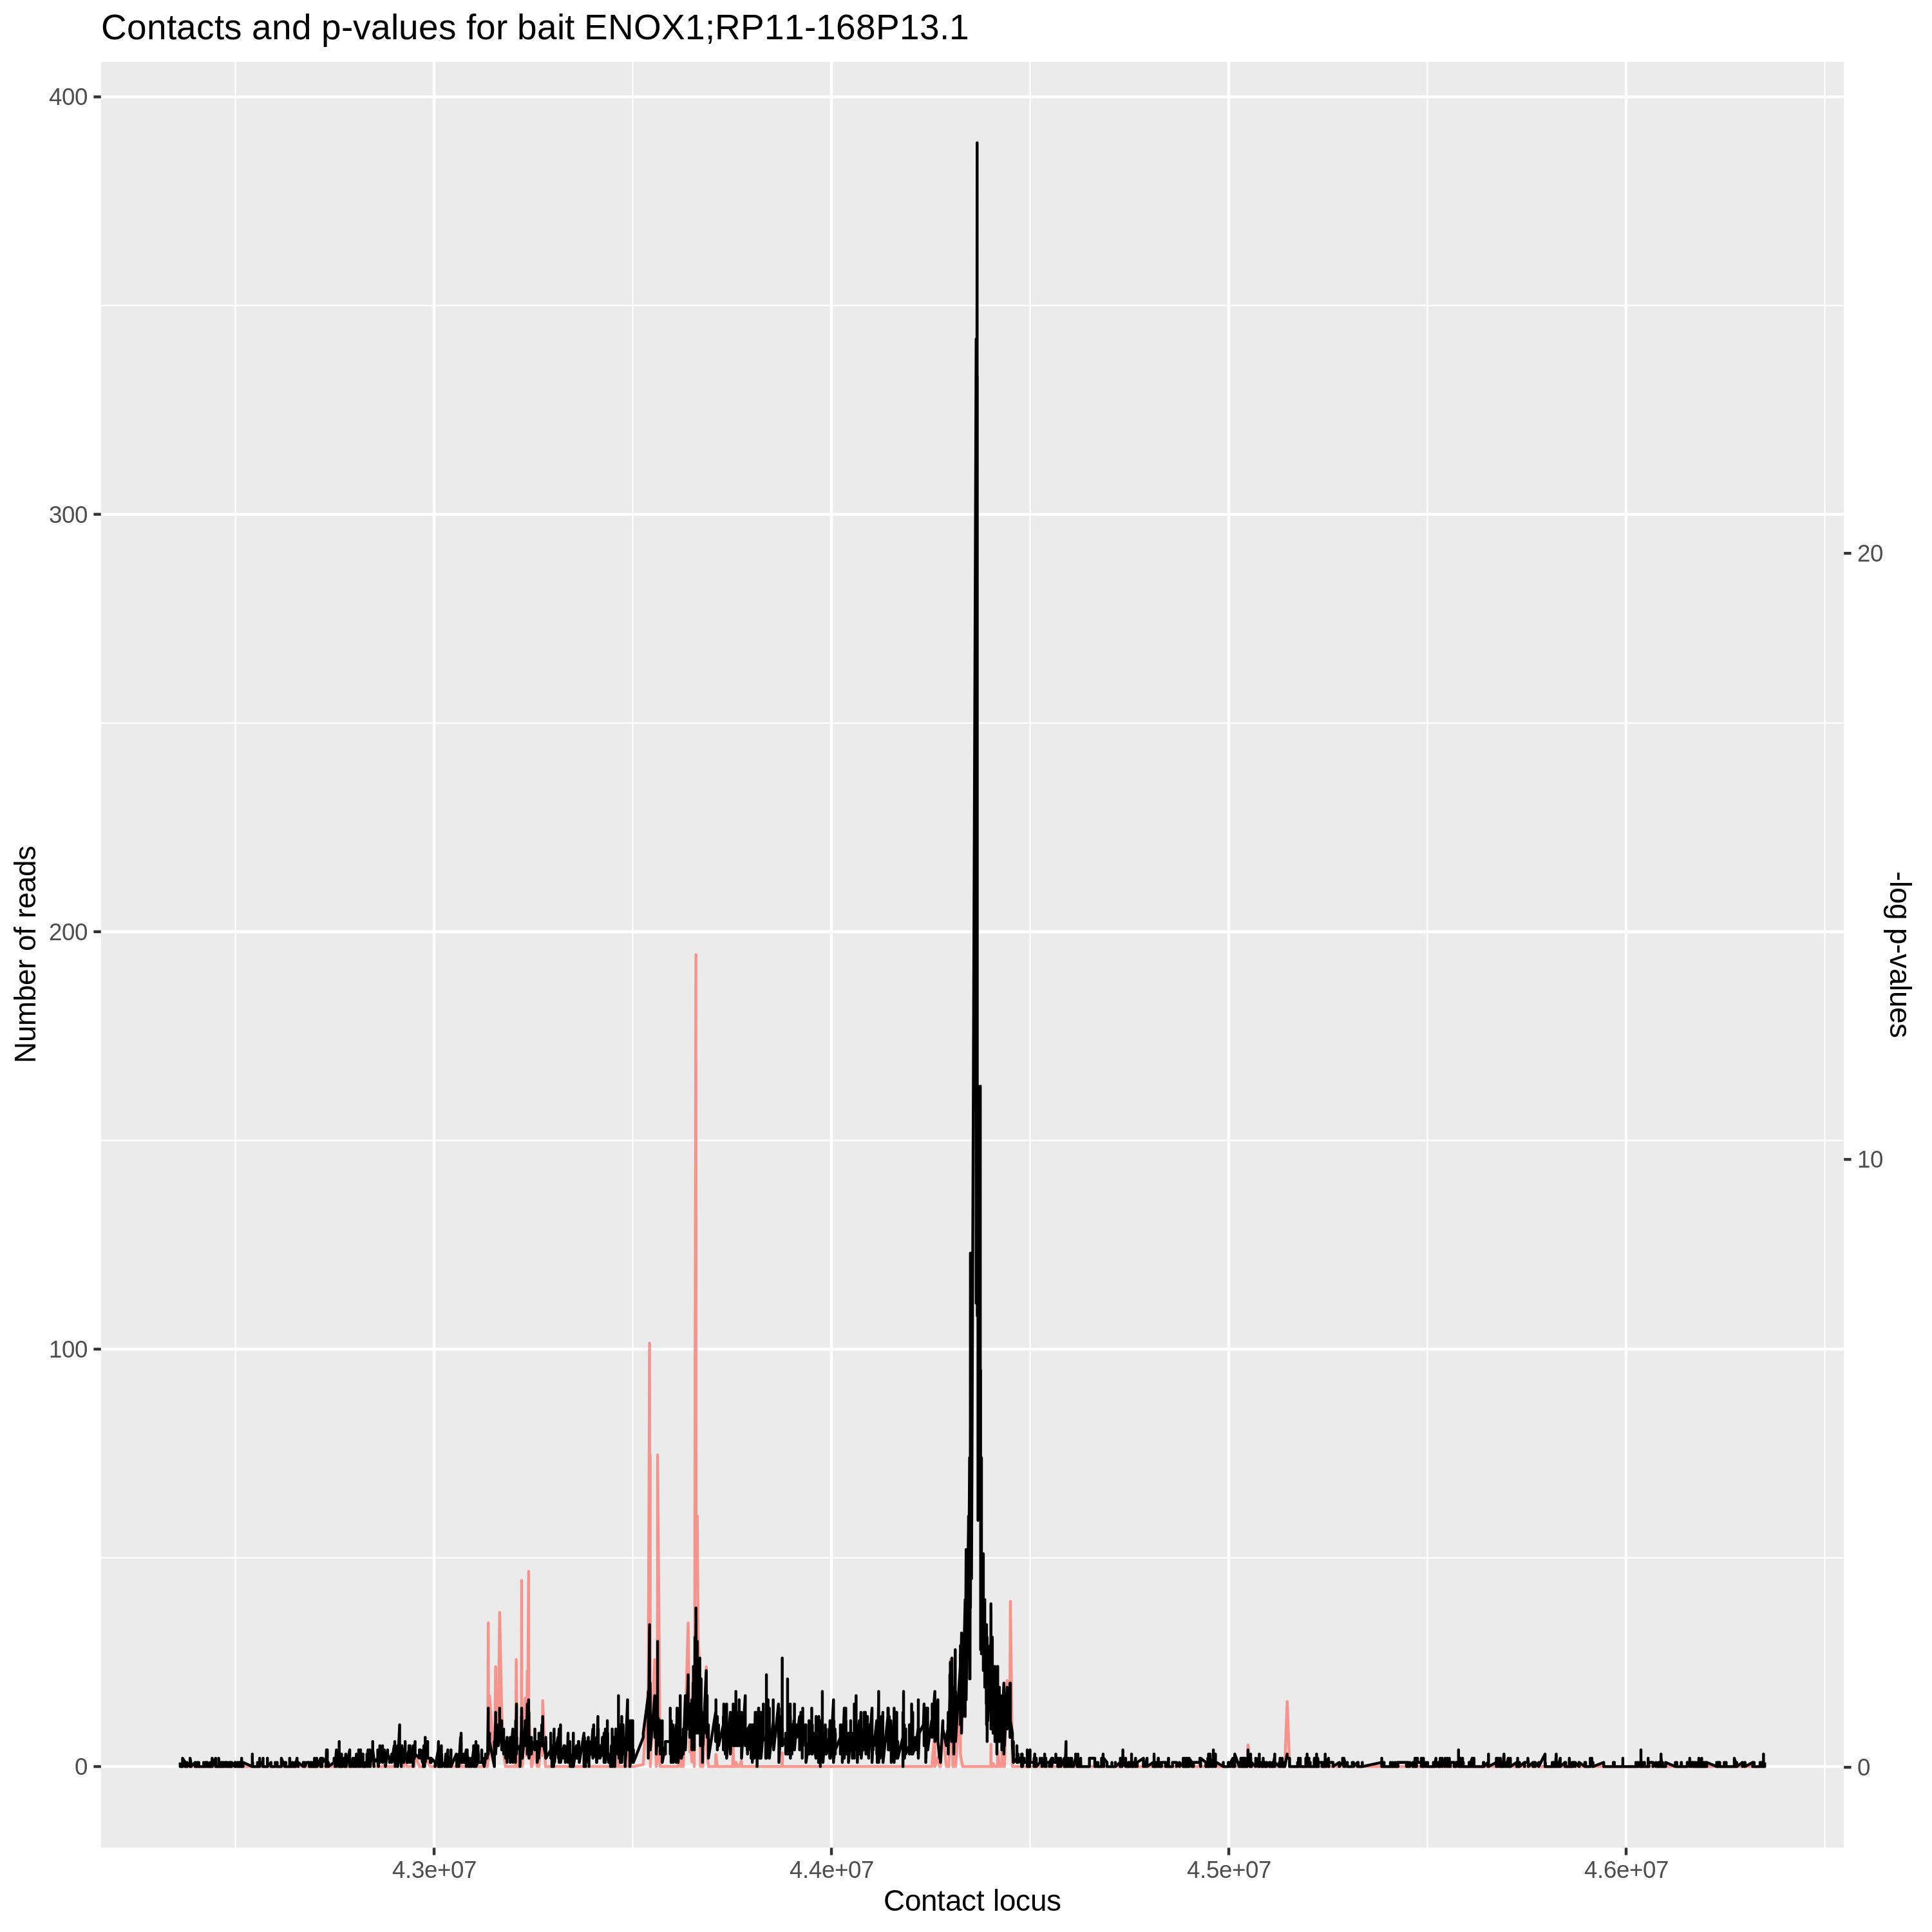 Contacts and p-values for bait ENOX1;RP11-168P13.1
400
300
200
100
0
Number of reads
20
10
0
-log p-values
4.3e+07
4.4e+07
4.5e+07
4.6e+07
Contact locus